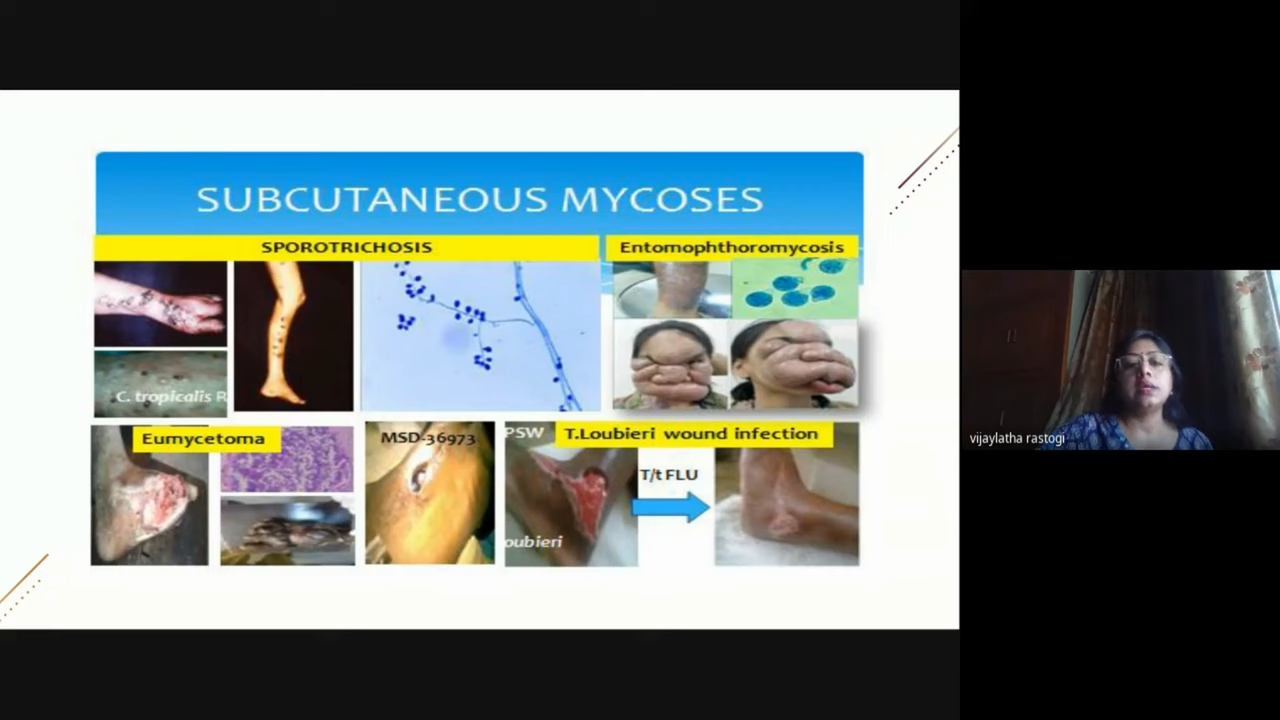 SUBCUTANEOUS MYCOSES
SPOROTRICHOSIS
Entomophthoromycosis
C. tropicalis R
Eumycetoma
MSD-36973
PSW
T.Loubieri wound infection
T/t FLU
oubieri
vijaylatha rastogi